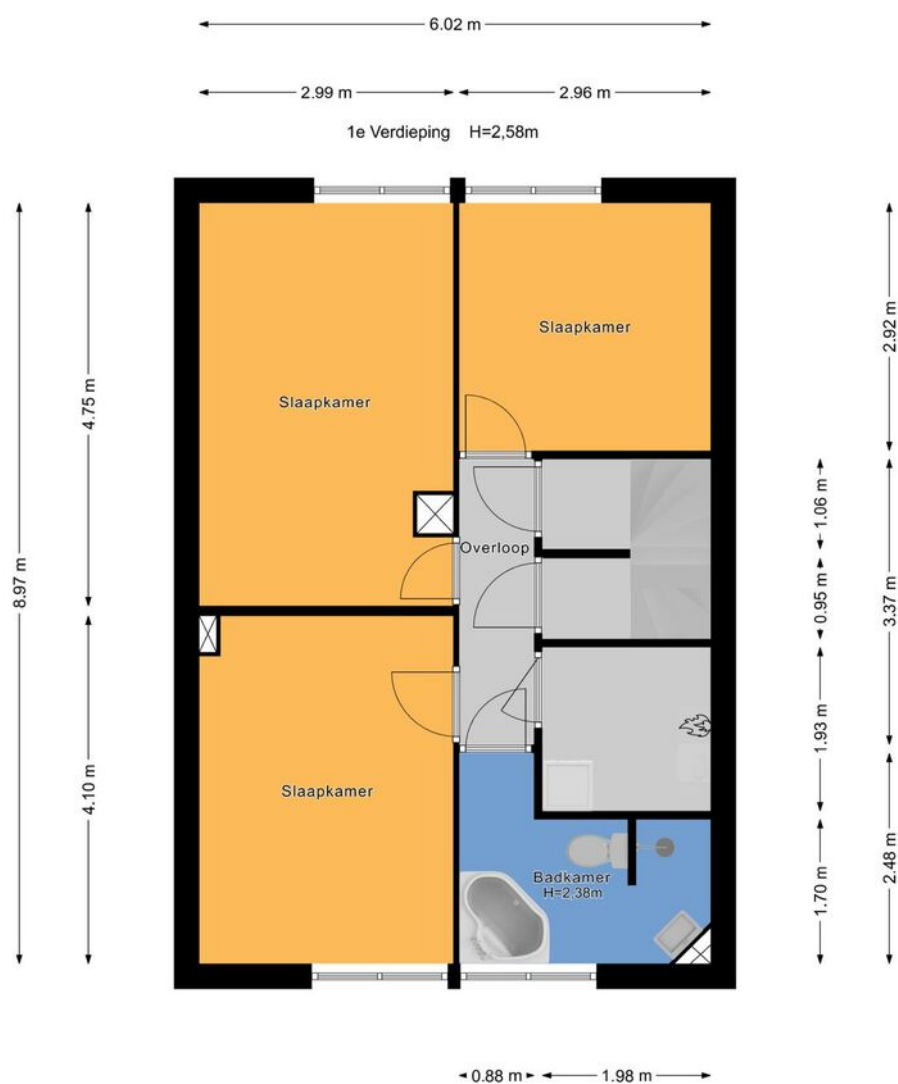 6.02 m
2.99 m
2.96 m
1e Verdieping H=2,58m
8.97 m
4.75 m
4.10 m
Slaapkamer
Slaapkamer
Slaapkamer
Overloop
Badkamer
H=2,38m
1.06 m
0.95 m
1.93 m
1.70 m
2.92 m
3.37 m
2.48 m
0.88 m
1.98 m